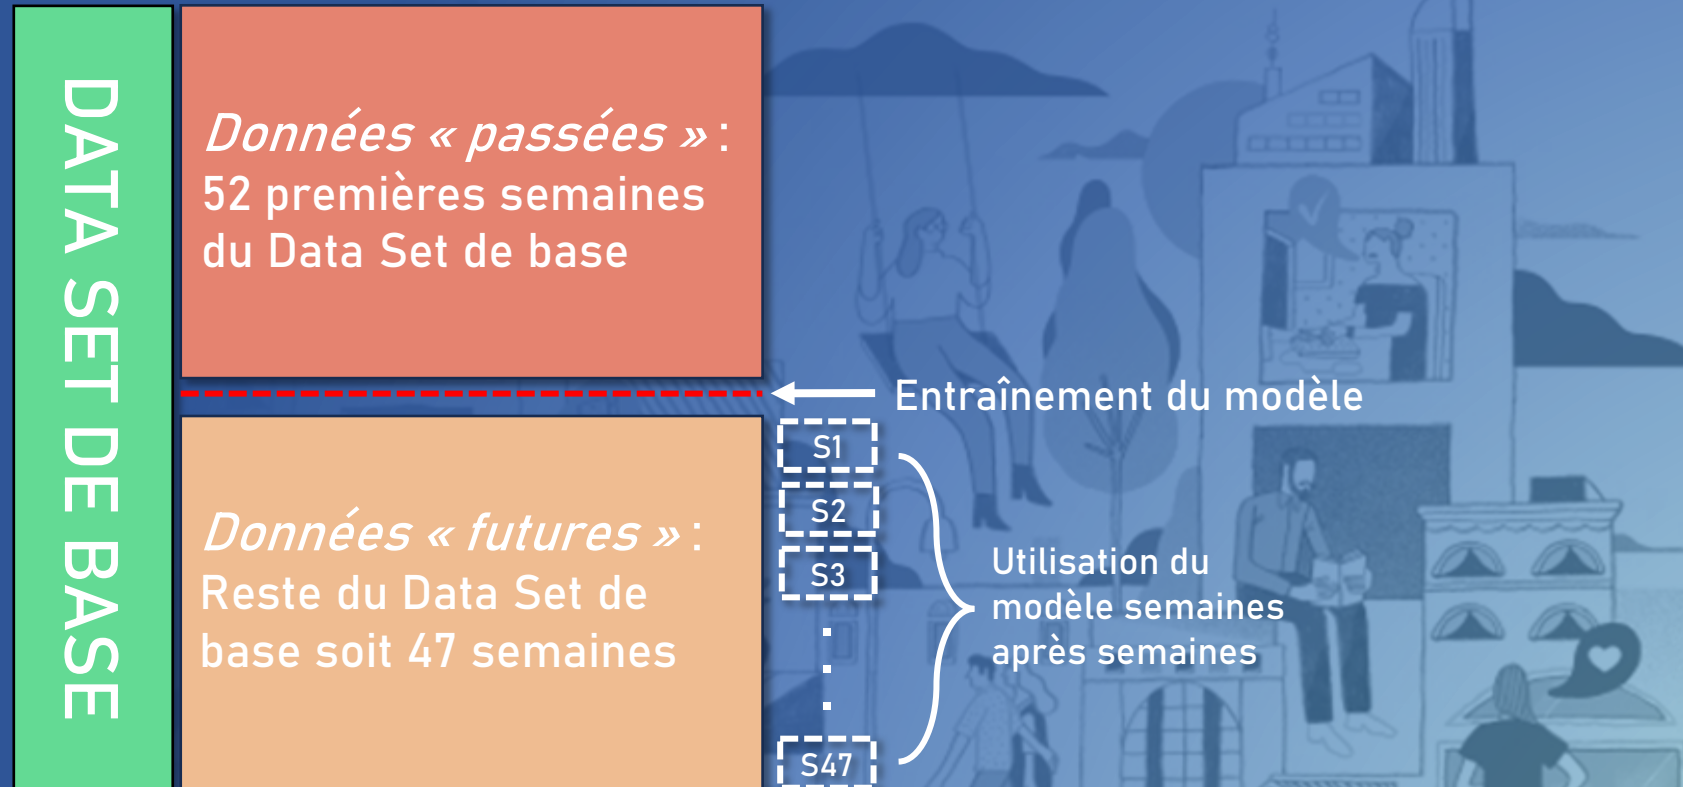 DATA SET DE BASE
Données « passées » :
52 premières semaines
du Data Set de base
Entraînement du modèle
Données « futures » :
Reste du Data Set de
base soit 47 semaines
S1
S2
S3
.
.
.
S47
Utilisation du
modèle semaines
après semaines